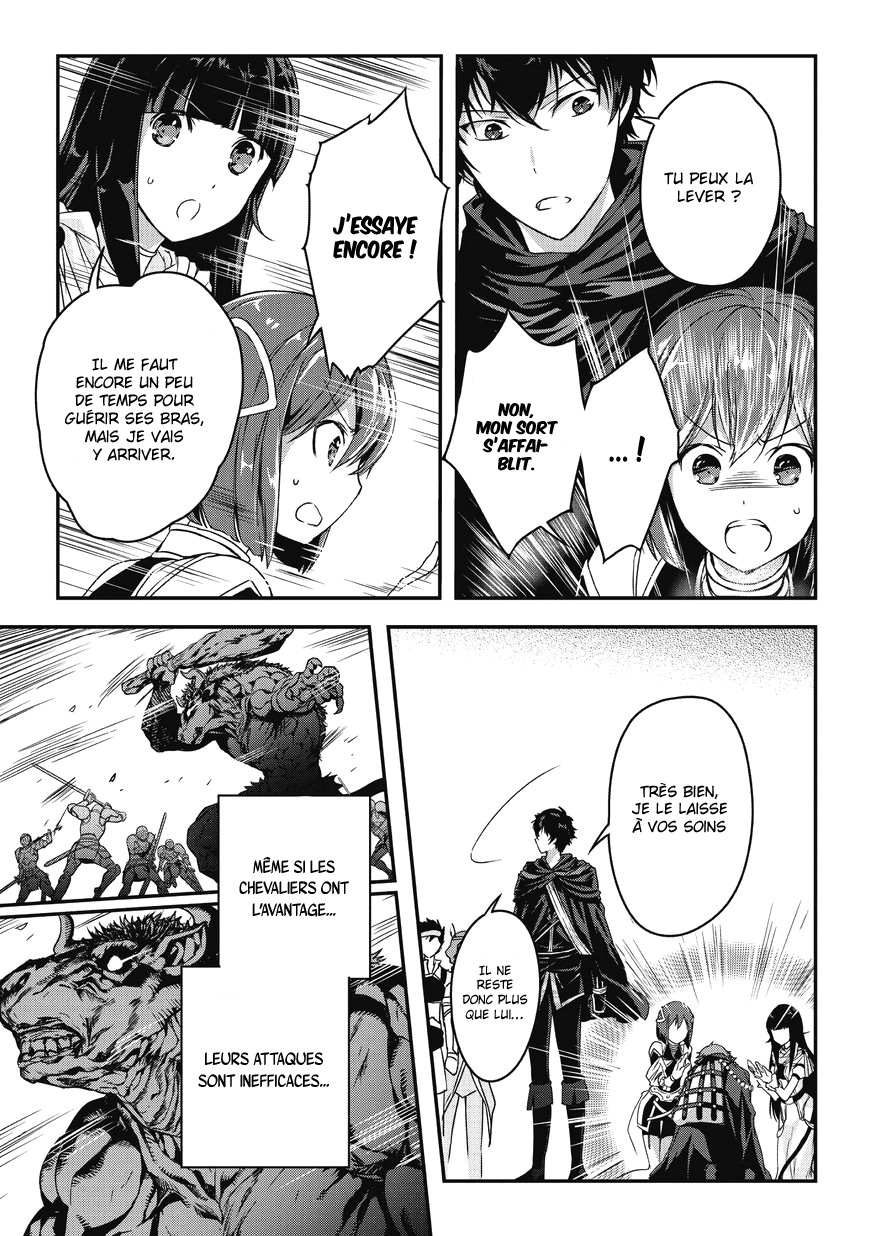 TU PEUX LA
LEVER ?
... !
NON,
MON SORT
S'AFFAI-
BLIT.
J'ESSAYE
ENCORE !
IL ME FAUT
ENCORE UN PEU
DE TEMPS POUR
GUÉRIR SES BRAS,
MAIS JE VAIS
Y ARRIVER.
TRÈS BIEN,
JE LE LAISSE
À VOS SOINS
IL NE
RESTE
DONC PLUS
QUE LUI...
MÊME SI LES
CHEVALIERS ONT
L'AVANTAGE...
LEURS ATTAQUES
SONT INEFFICACES...